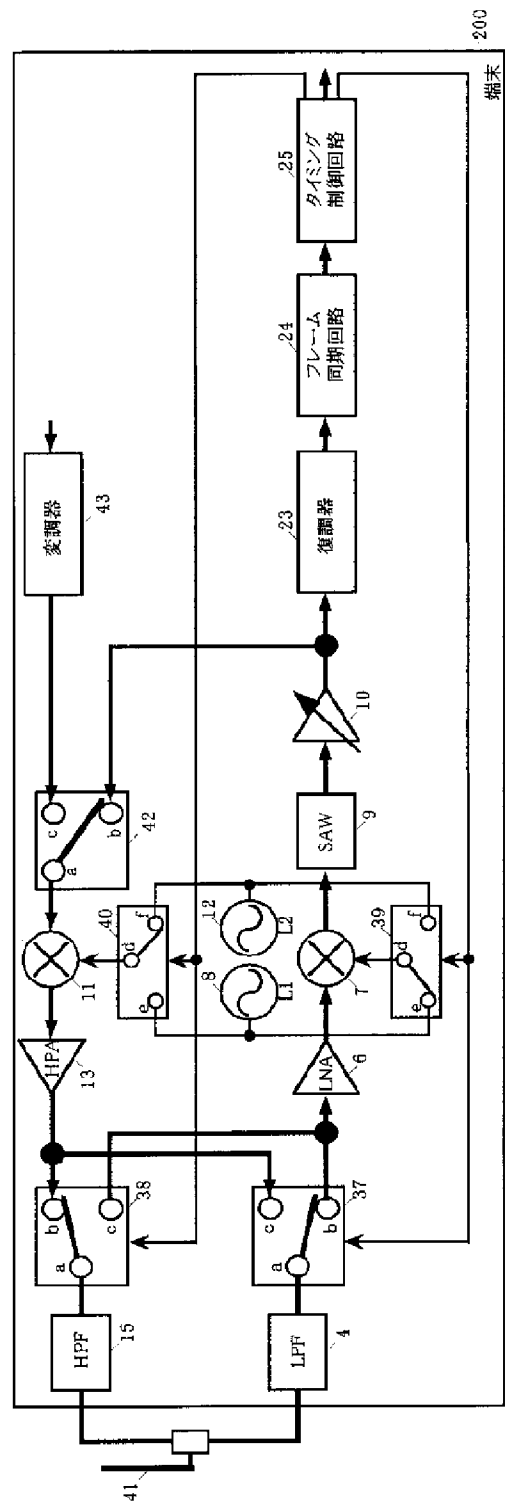 200
端末
41
HPF
15
LPF
4
a
b
c
38
a
b
c
37
HPA
13
LNA
6
11
7
L1
8
L2
12
d
e
f
40
d
e
f
39
a
b
c
42
SAW
9
10
変調器
43
復調器
23
フレーム
同期回路
24
タイミング
制御回路
25